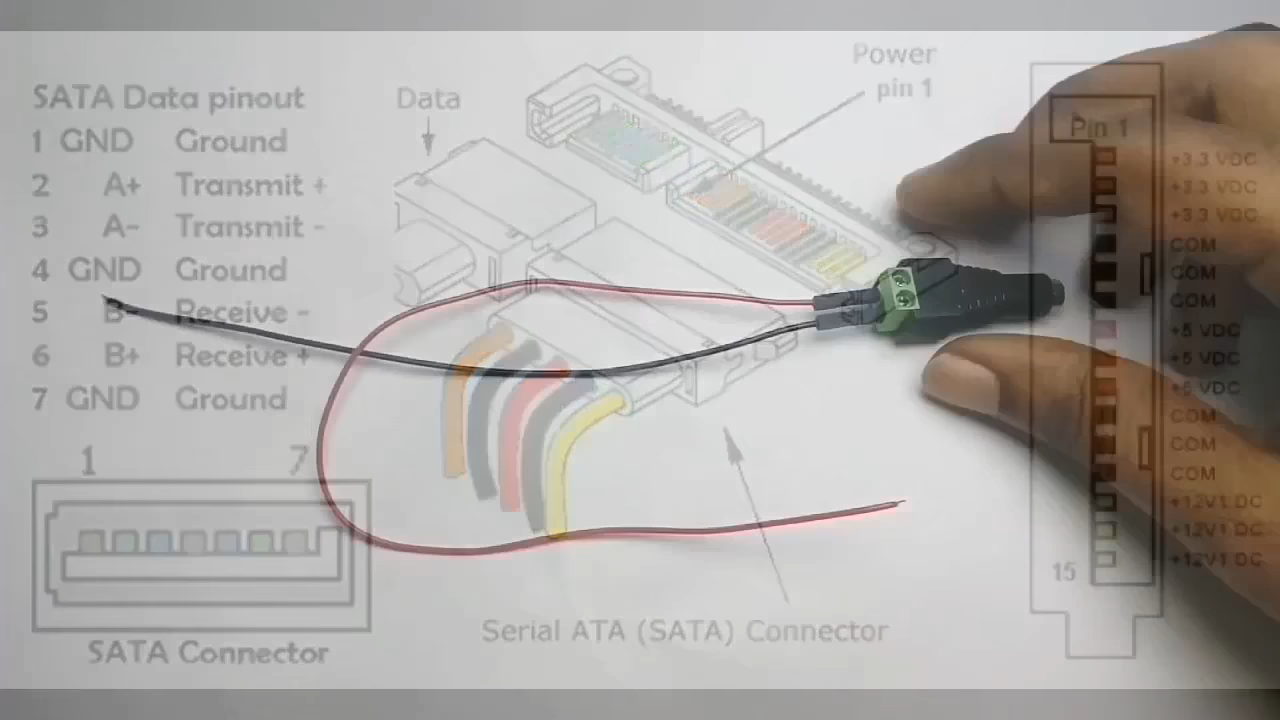 SATA Data pinout
1 GND Ground
2 A+ Transmit +
3 A- Transmit -
4 GND Ground
5 B- Receive -
6 B+ Receive +
7 GND Ground
1 7
SATA Connector
Data
Power
pin 1
Serial ATA (SATA) Connector
Pin 1
+3.3 VDC
+3.3 VDC
+3.3 VDC
COM
COM
COM
+5 VDC
+5 VDC
+5 VDC
COM
COM
COM
+12V1 DC
+12V1 DC
+12V1 DC
15